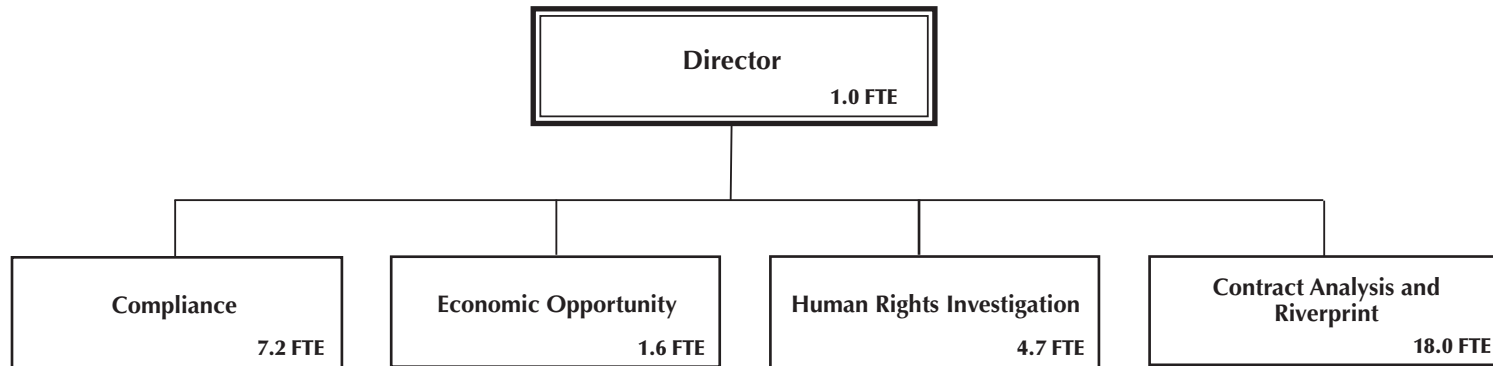 Director
1.0 FTE
Compliance
7.2 FTE
Economic Opportunity
1.6 FTE
Human Rights Investigation
4.7 FTE
Contract Analysis and
Riverprint
18.0 FTE